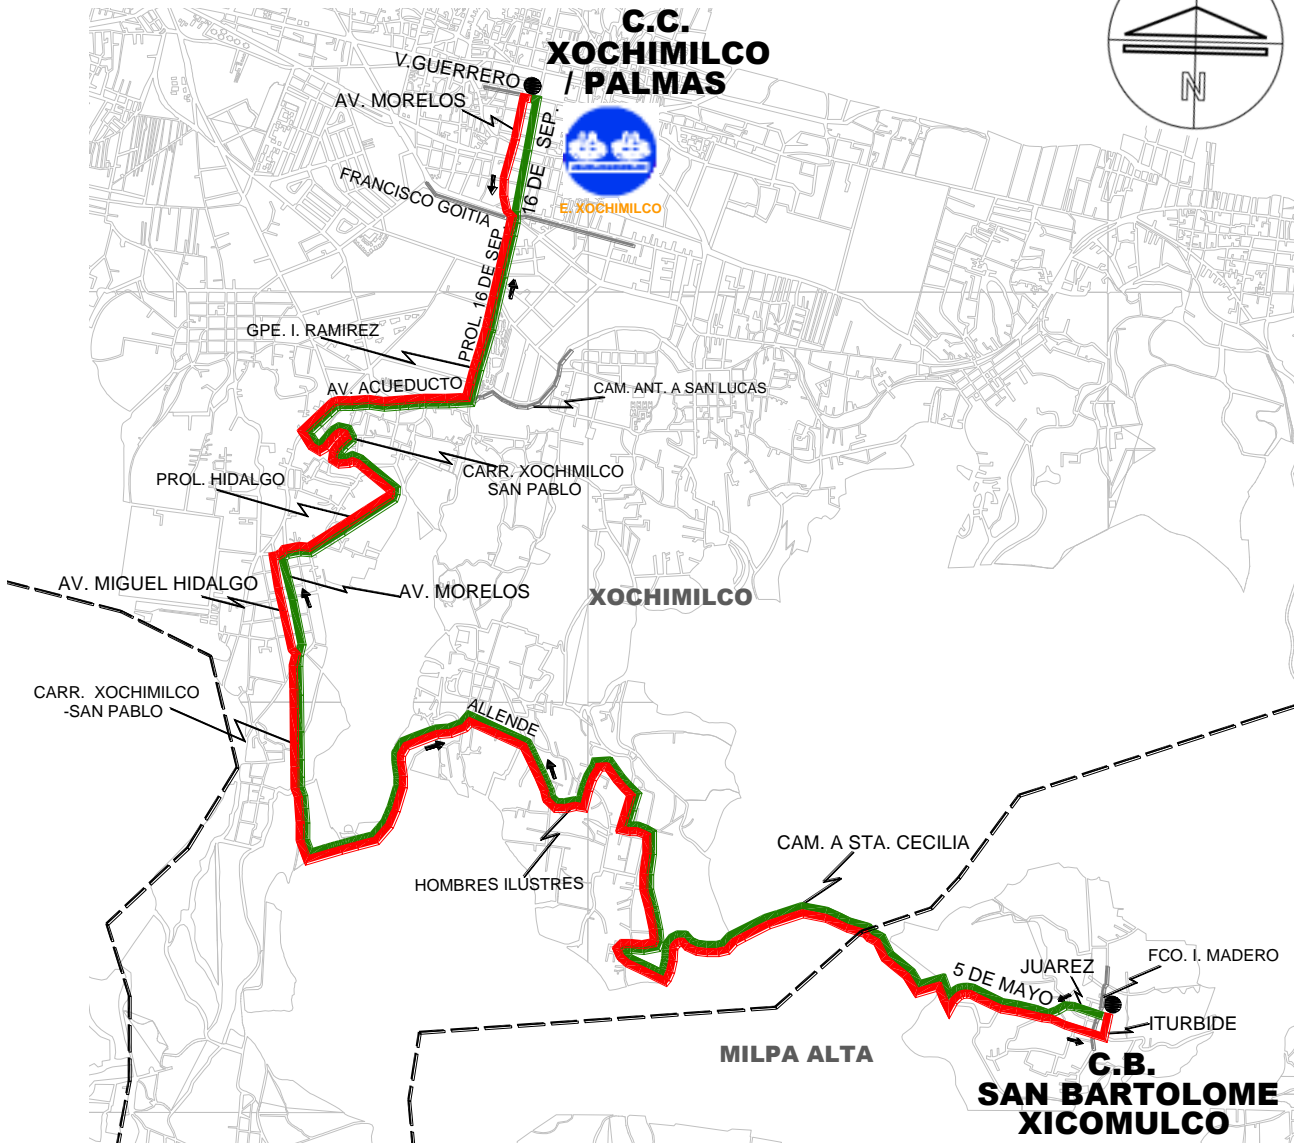 C.C.
XOCHIMILCO
/ PALMAS
N
V.GUERRERO
AV. MORELOS
16 DE SEP.
FRANCISCO GOITIA
E. XOCHIMILCO
PROL. 16 DE SEP.
GPE. I. RAMIREZ
AV. ACUEDUCTO
CAM. ANT. A SAN LUCAS
CARR. XOCHIMILCO
SAN PABLO
PROL. HIDALGO
AV. MIGUEL HIDALGO
AV. MORELOS
XOCHIMILCO
CARR. XOCHIMILCO
-SAN PABLO
ALLENDE
HOMBRES ILUSTRES
CAM. A STA. CECILIA
5 DE MAYO
JUAREZ
FCO. I. MADERO
ITURBIDE
MILPA ALTA
C.B.
SAN BARTOLOME
XICOMULCO